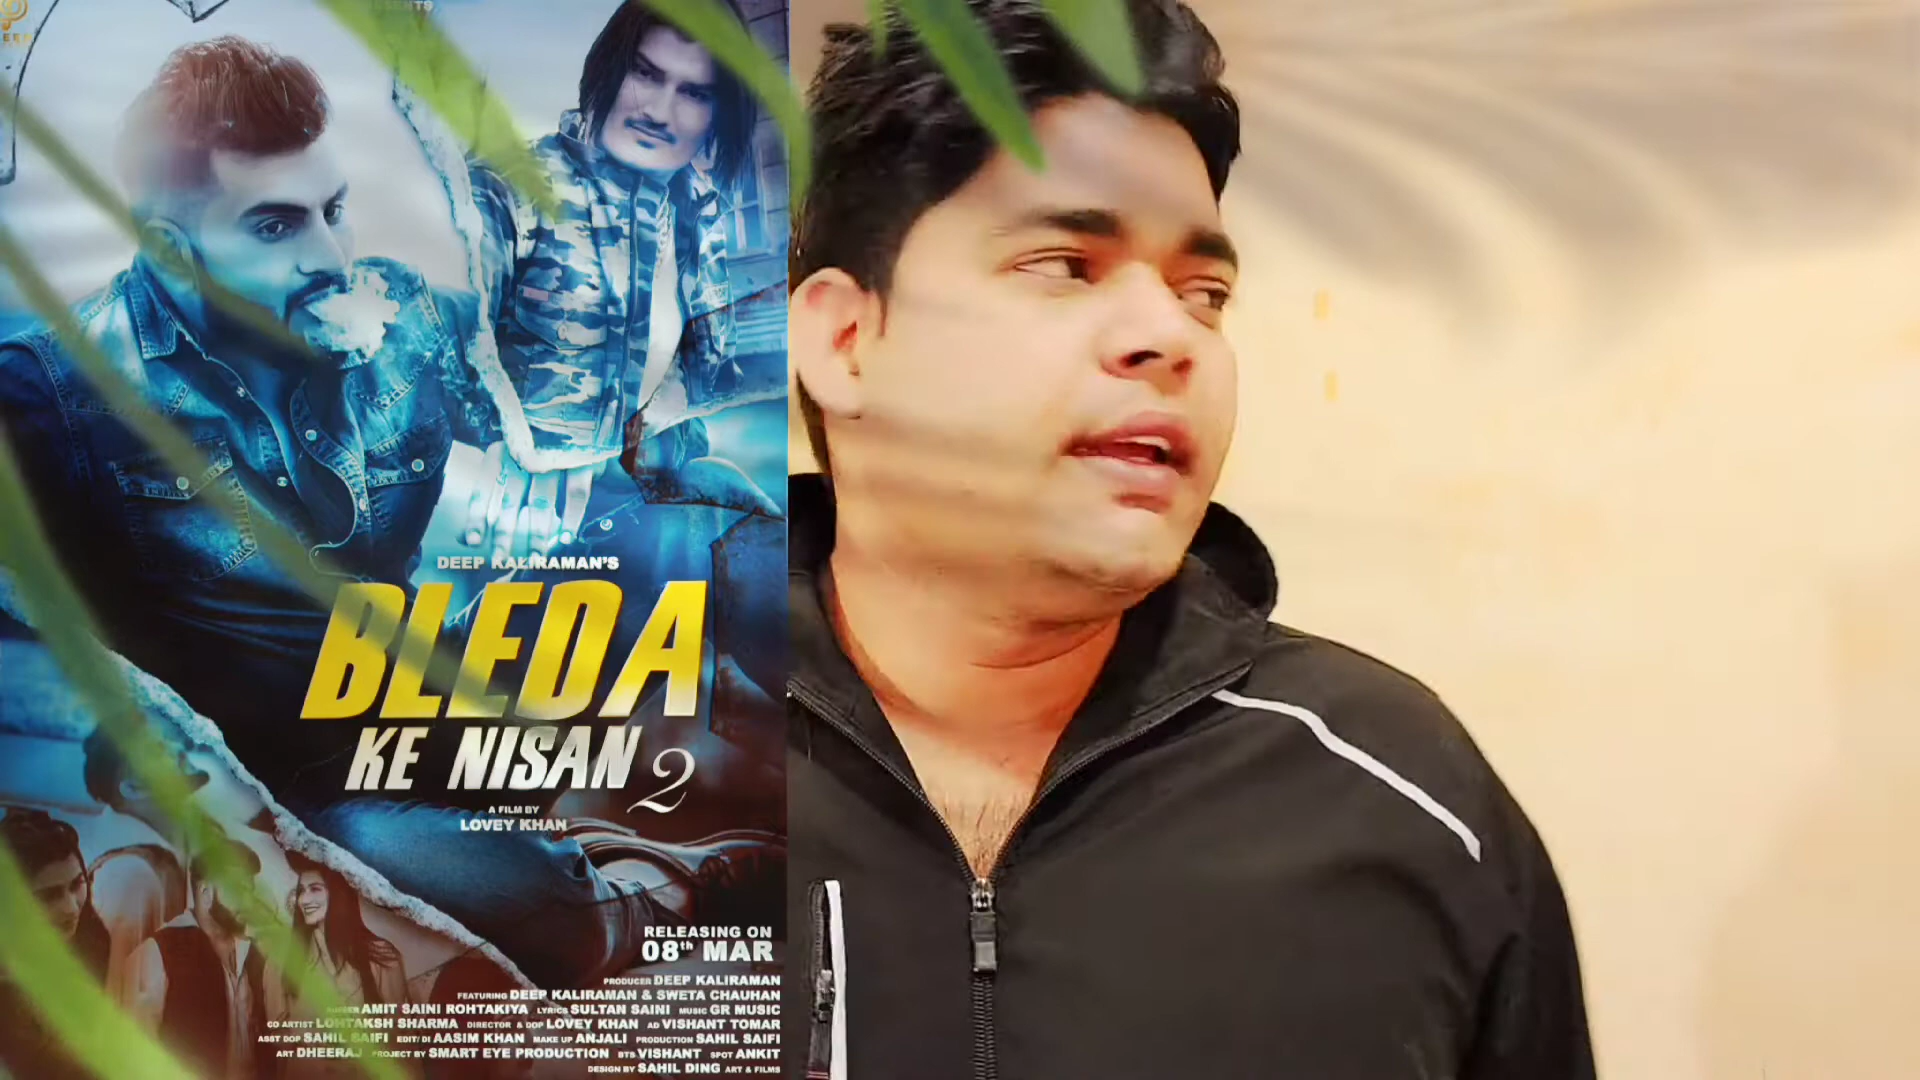 PRESENTS
DEEP KALIRAMAN'S
BLEDA
KE NISAN 2
A FILM BY
LOVEY KHAN
RELEASING ON
08th MAR
PRODUCER DEEP KALIRAMAN
FEATURING DEEP KALIRAMAN & SWETA CHAUHAN
SINGER AMIT SAINI ROHTAKIYA LYRICS SULTAN SAINI MUSIC GR MUSIC
CO ARTIST LOHTAKSH SHARMA DIRECTOR & DOP LOVEY KHAN AD VISHANT TOMAR
ASST DOP SAHIL SAIFI EDIT/ DI AASIM KHAN MAKE UP ANJALI PRODUCTION SAHIL SAIFI
ART DHEERAJ PROJECT BY SMART EYE PRODUCTION BTS VISHANT SPOT ANKIT
DESIGN BY SAHIL DING ART & FILMS